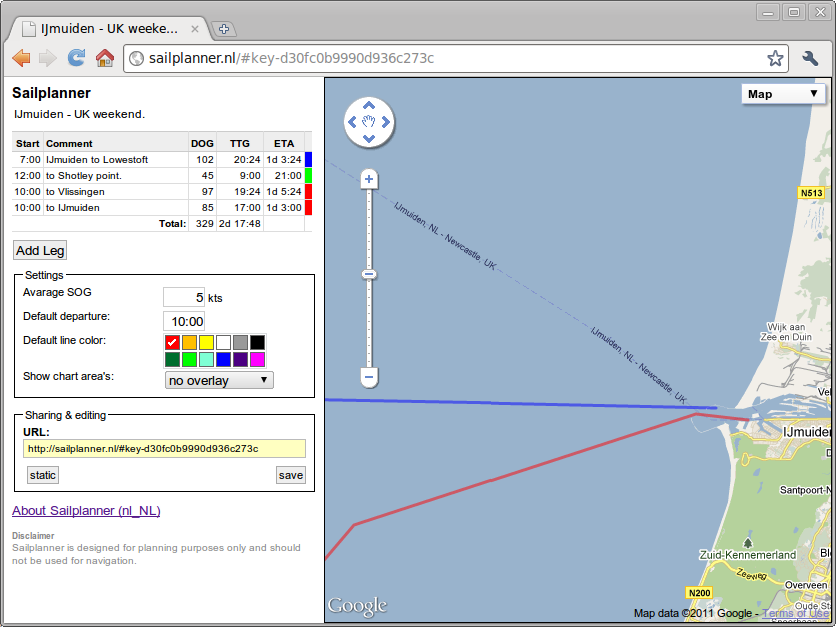 IJmuiden - UK weeke...
sailplanner.nl/#key-d30fc0b9990d936c273c
Sailplanner
IJmuiden - UK weekend.
Start Comment DOG TTG ETA
7:00 IJmuiden to Lowestoft 102 20:24 1d 3:24
12:00 to Shotley point. 45 9:00 21:00
10:00 to Vlissingen 97 19:24 1d 5:24
10:00 to IJmuiden 85 17:00 1d 3:00
Total: 329 2d 17:48
Add Leg
Settings
Avarage SOG 5 kts
Default departure: 10:00
Default line color:
Show chart area's: no overlay
Sharing & editing
URL:
http://sailplanner.nl/#key-d30fc0b9990d936c273c
static save
About Sailplanner (nl_NL)
Disclaimer
Sailplanner is designed for planning purposes only and should
not be used for navigation.
Map
N513
IJmuiden, NL - Newcastle, UK
IJmuiden, NL - Newcastle, UK
Wijk aan
Zee en Duin
Vel
IJmuiden
D
Santpoort-N
Zuid-Kennemerland
Bl
Zeeweg
Overveen
N200
Oude Sta
Google
Map data ©2011 Google - Terms of Use